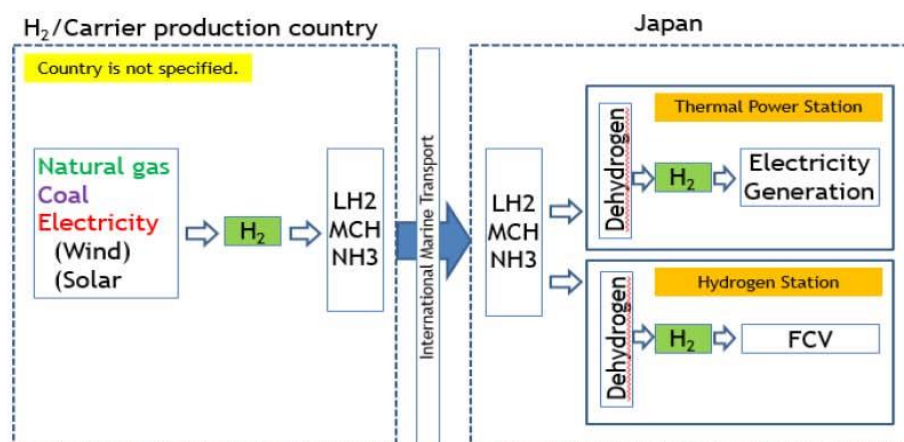 H₂/Carrier production country
Country is not specified.
Natural gas
Coal
Electricity
(Wind)
(Solar
H₂
LH2
MCH
NH3
International Marine Transport
Japan
LH2
MCH
NH3
Dehydrogen
Thermal Power Station
H₂
Electricity
Generation
Dehydrogen
Hydrogen Station
H₂
FCV